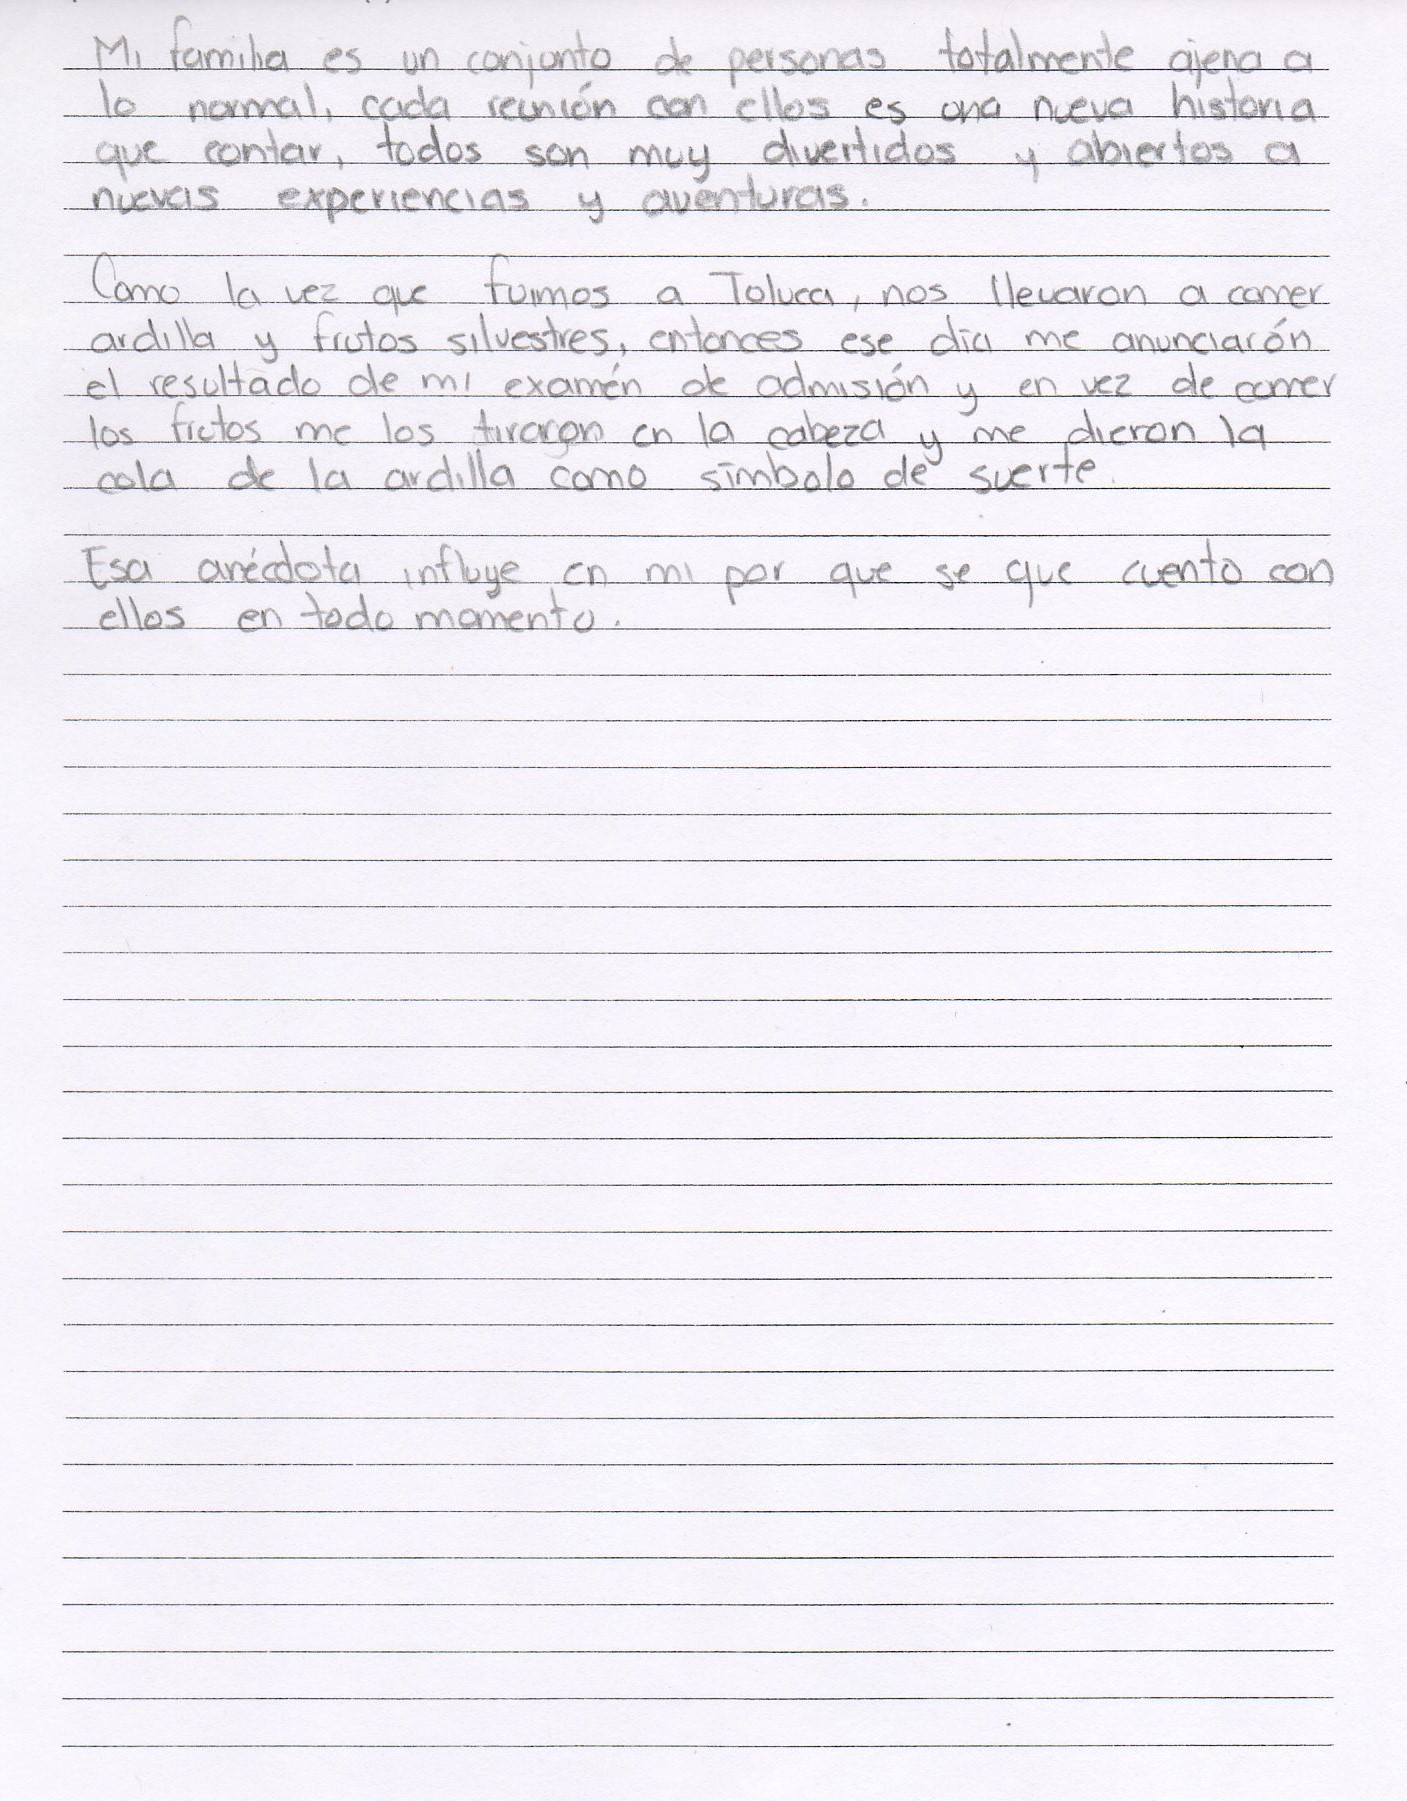 Mi familia es un conjunto de personas totalmente ajena a
lo normal, cada reunión con ellos es una nueva historia
que contar, todos son muy divertidos y abiertos a
nuevas experiencias y aventuras.
Como la vez que fuimos a Toluca, nos llevaron a comer
ardilla y frutos silvestres, entonces ese día me anunciarón
el resultado de mi examén de admisión y en vez de comer
los frutos me los tiraron en la cabeza y me dieron la
cola de la ardilla como símbolo de suerte.
Esa anécdota influye en mi por que se que cuento con
ellos en todo momento.